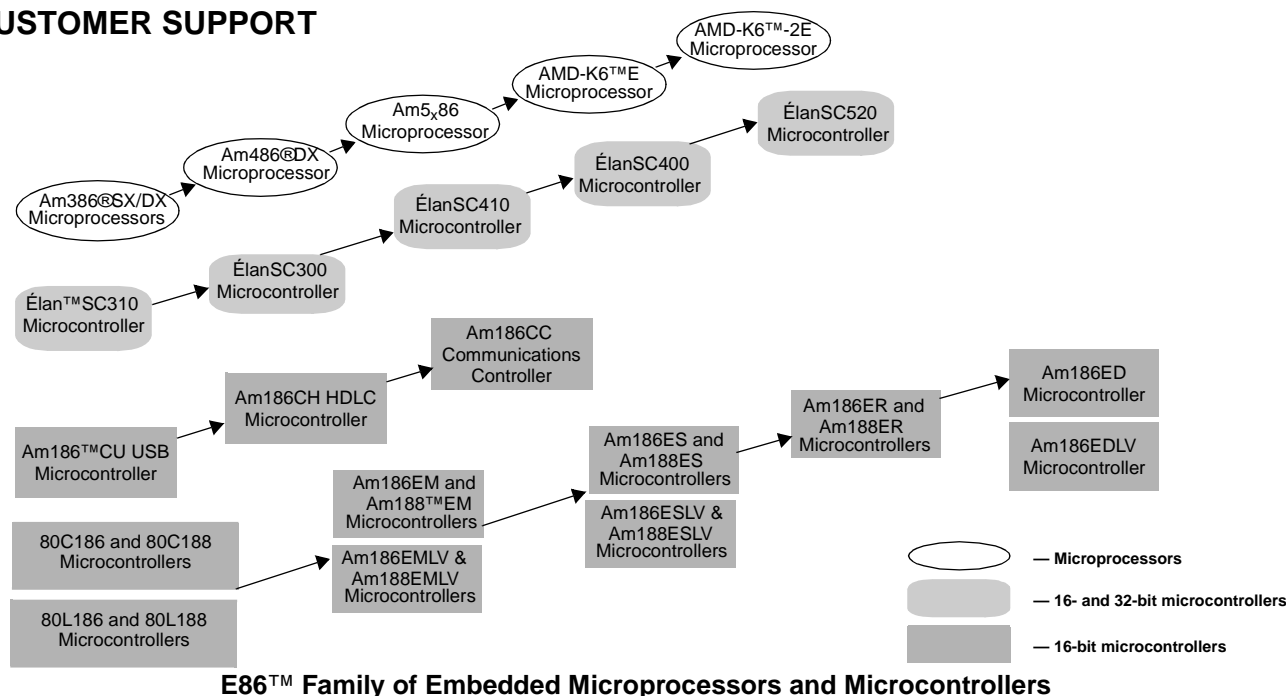 USTOMER SUPPORT
AMD-K6™-2E
Microprocessor
AMD-K6™E
Microprocessor
Am5x86
Microprocessor
Am486®DX
Microprocessor
Am386®SX/DX
Microprocessors
ÉlanSC520
Microcontroller
ÉlanSC400
Microcontroller
ÉlanSC410
Microcontroller
ÉlanSC300
Microcontroller
Élan™SC310
Microcontroller
Am186CC
Communications
Controller
Am186CH HDLC
Microcontroller
Am186™CU USB
Microcontroller
Am186ED
Microcontroller
Am186EDLV
Microcontroller
Am186ER and
Am188ER
Microcontrollers
Am186ES and
Am188ES
Microcontrollers
Am186ESLV &
Am188ESLV
Microcontrollers
Am186EM and
Am188™EM
Microcontrollers
Am186EMLV &
Am188EMLV
Microcontrollers
80C186 and 80C188
Microcontrollers
80L186 and 80L188
Microcontrollers
— Microprocessors
— 16- and 32-bit microcontrollers
— 16-bit microcontrollers
E86™ Family of Embedded Microprocessors and Microcontrollers